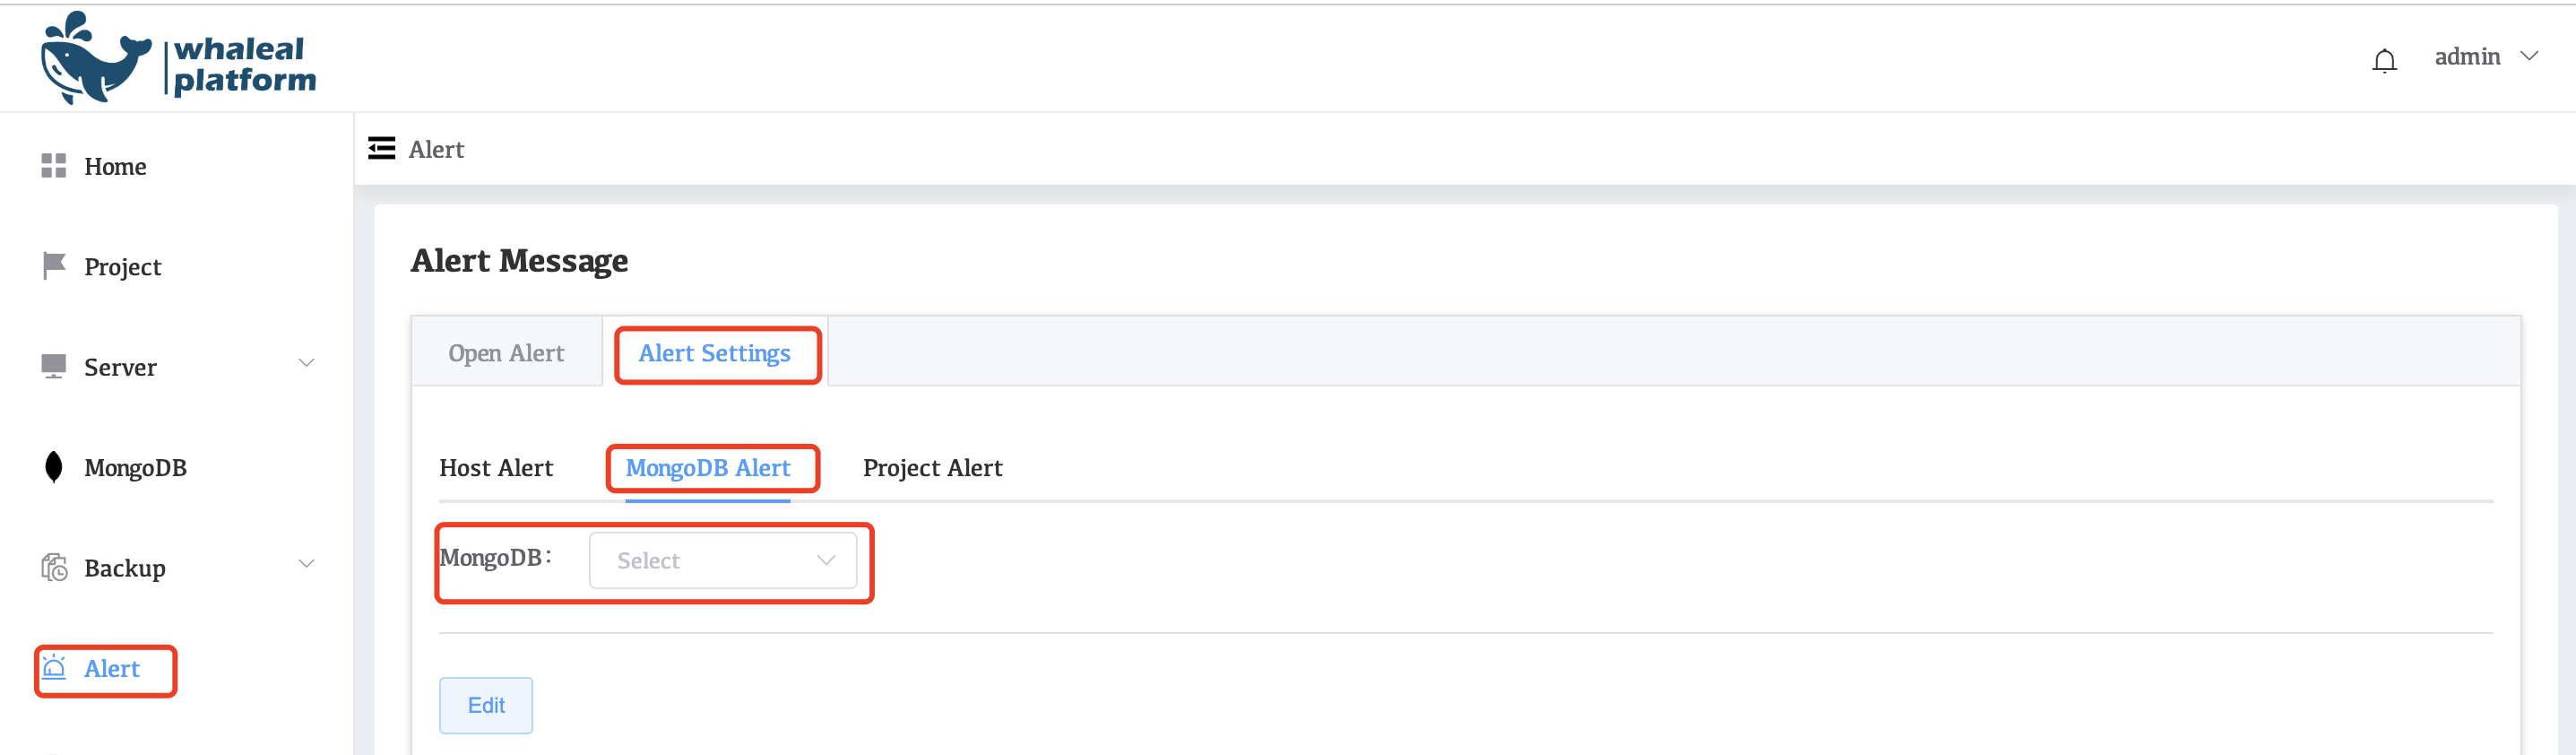 whaleal
platform
admin
Home
Project
Server
MongoDB
Backup
Alert
Alert
Alert Message
Open Alert
Alert Settings
Host Alert
MongoDB Alert
Project Alert
MongoDB:
Select
Edit